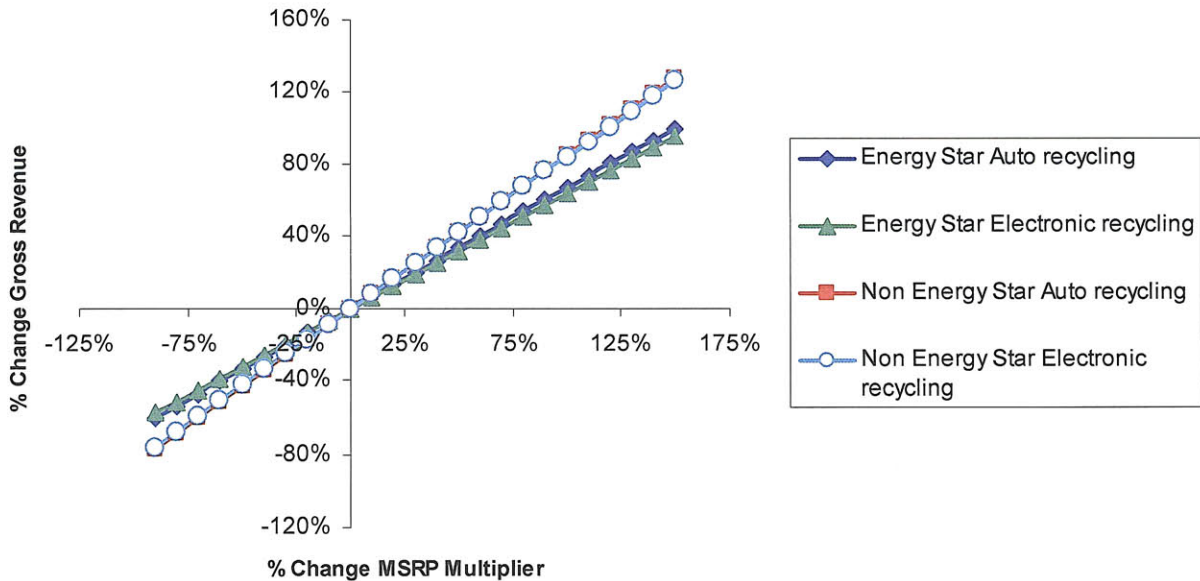 160%
120%
80%
40%
0%
-125% -75% -25% 25% 75% 125% 175%
-40%
-80%
-120%
% Change Gross Revenue
% Change MSRP Multiplier
Energy Star Auto recycling
Energy Star Electronic recycling
Non Energy Star Auto recycling
Non Energy Star Electronic
recycling